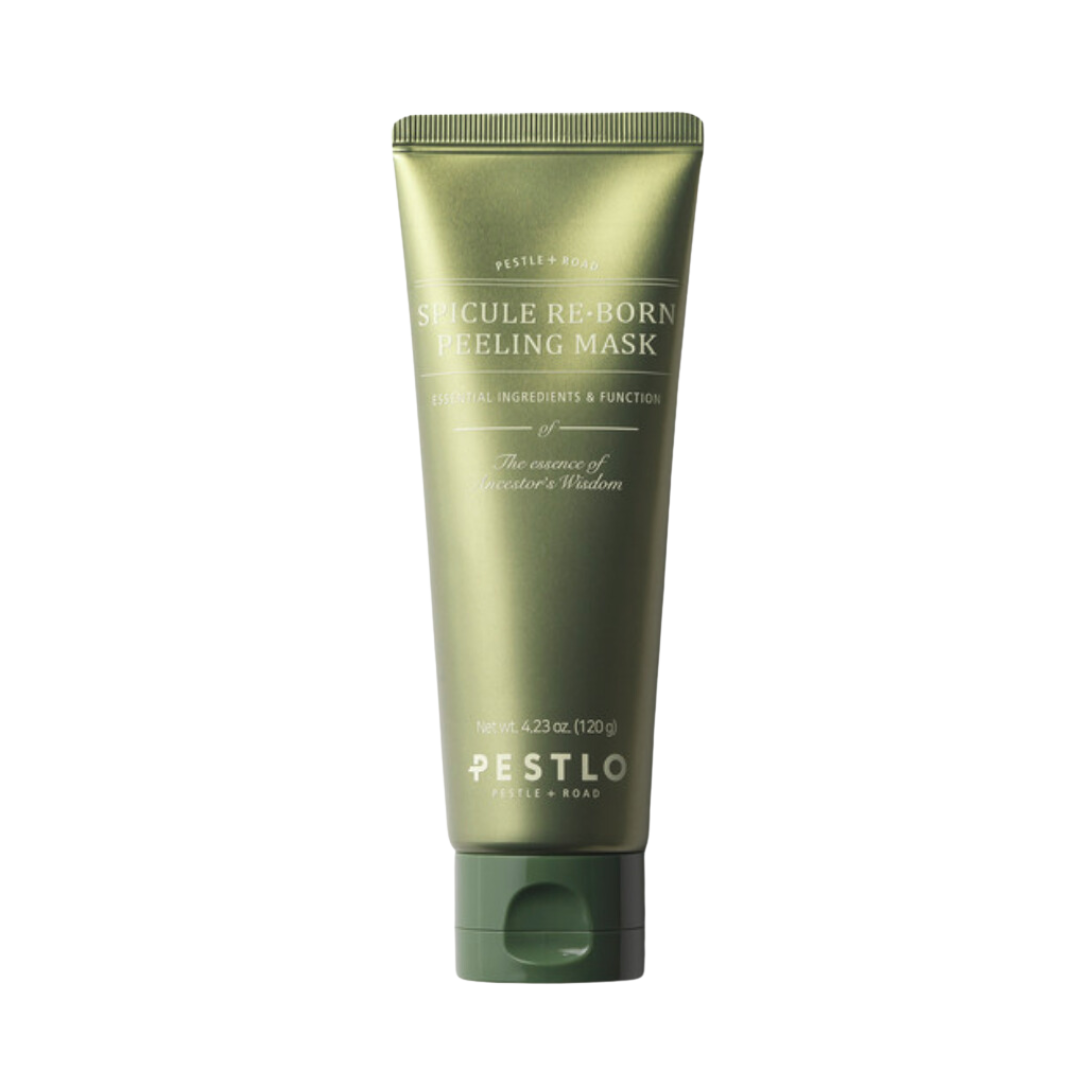 PESTLE + ROAD
SPICULE RE•BORN
PEELING MASK
ESSENTIAL INGREDIENTS & FUNCTION
of
The essence of
Ancestor's Wisdom
Net wt. 4.23 oz. (120 g)
PESTLO
PESTLE + ROAD